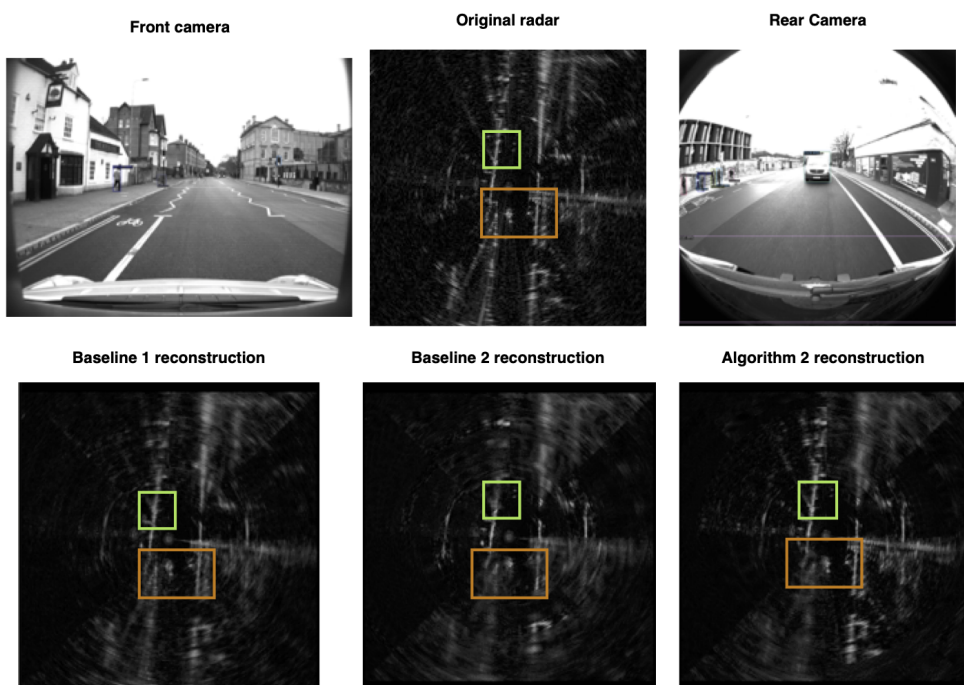 Front camera
Original radar
Rear Camera
Baseline 1 reconstruction
Baseline 2 reconstruction
Algorithm 2 reconstruction